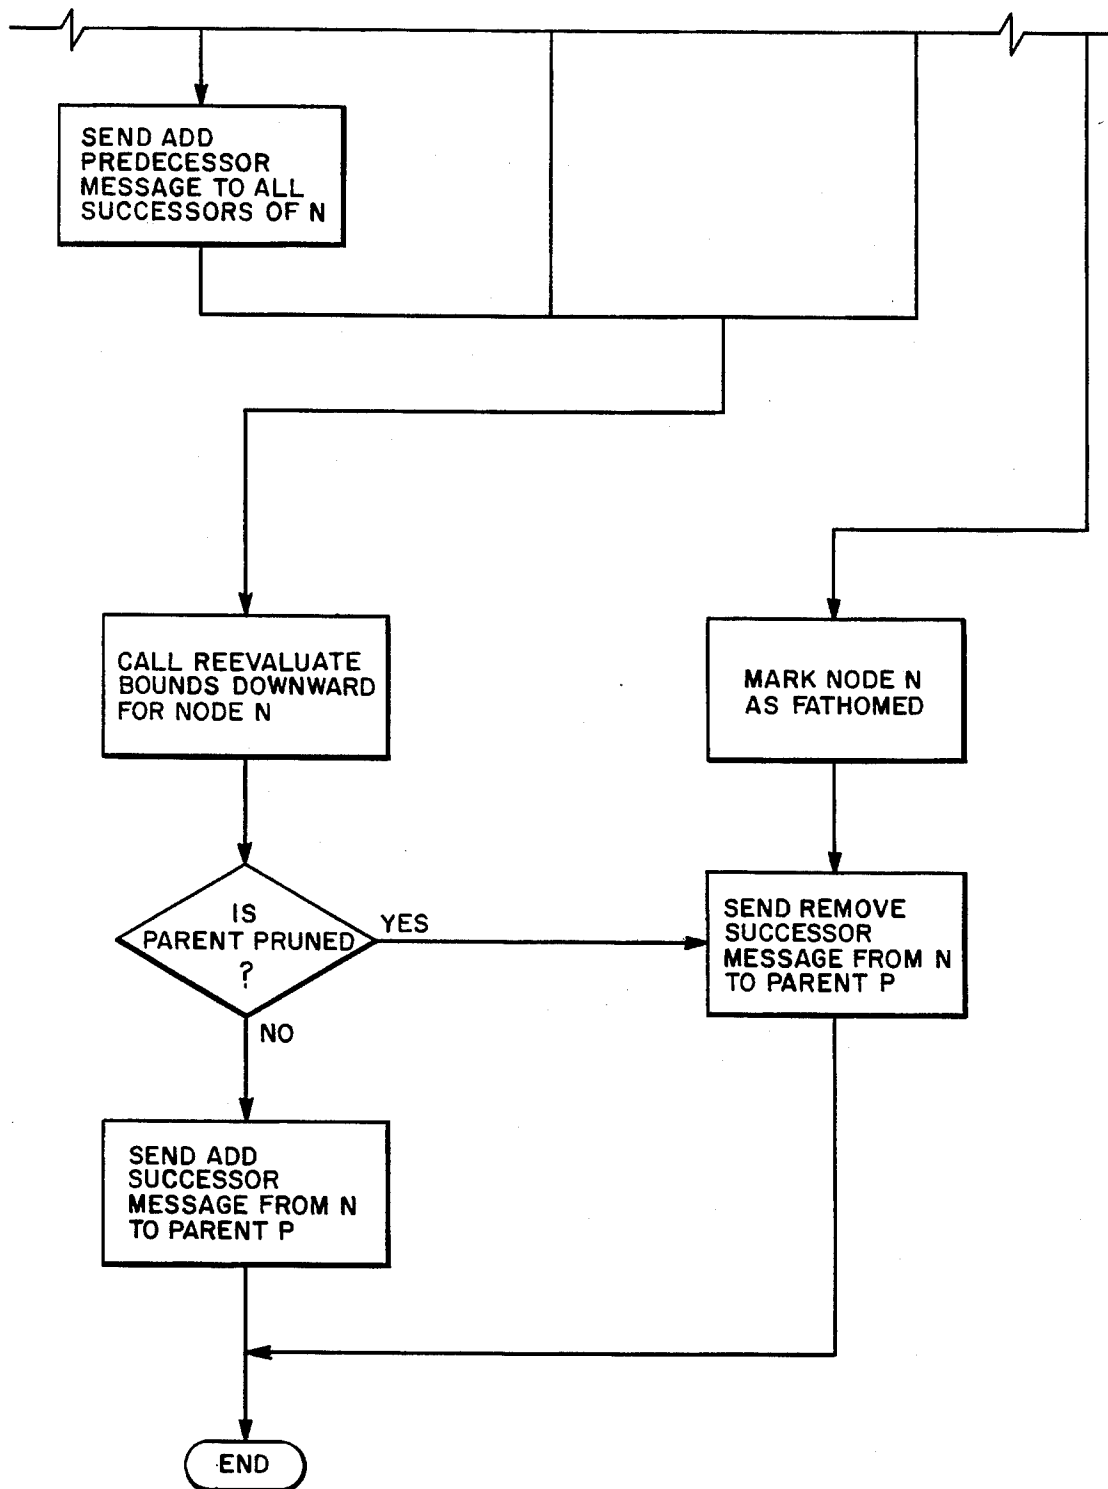 SEND ADD
PREDECESSOR
MESSAGE TO ALL
SUCCESSORS OF N
CALL REEVALUATE
BOUNDS DOWNWARD
FOR NODE N
MARK NODE N
AS FATHOMED
IS
PARENT PRUNED
?
YES
NO
SEND REMOVE
SUCCESSOR
MESSAGE FROM N
TO PARENT P
SEND ADD
SUCCESSOR
MESSAGE FROM N
TO PARENT P
END